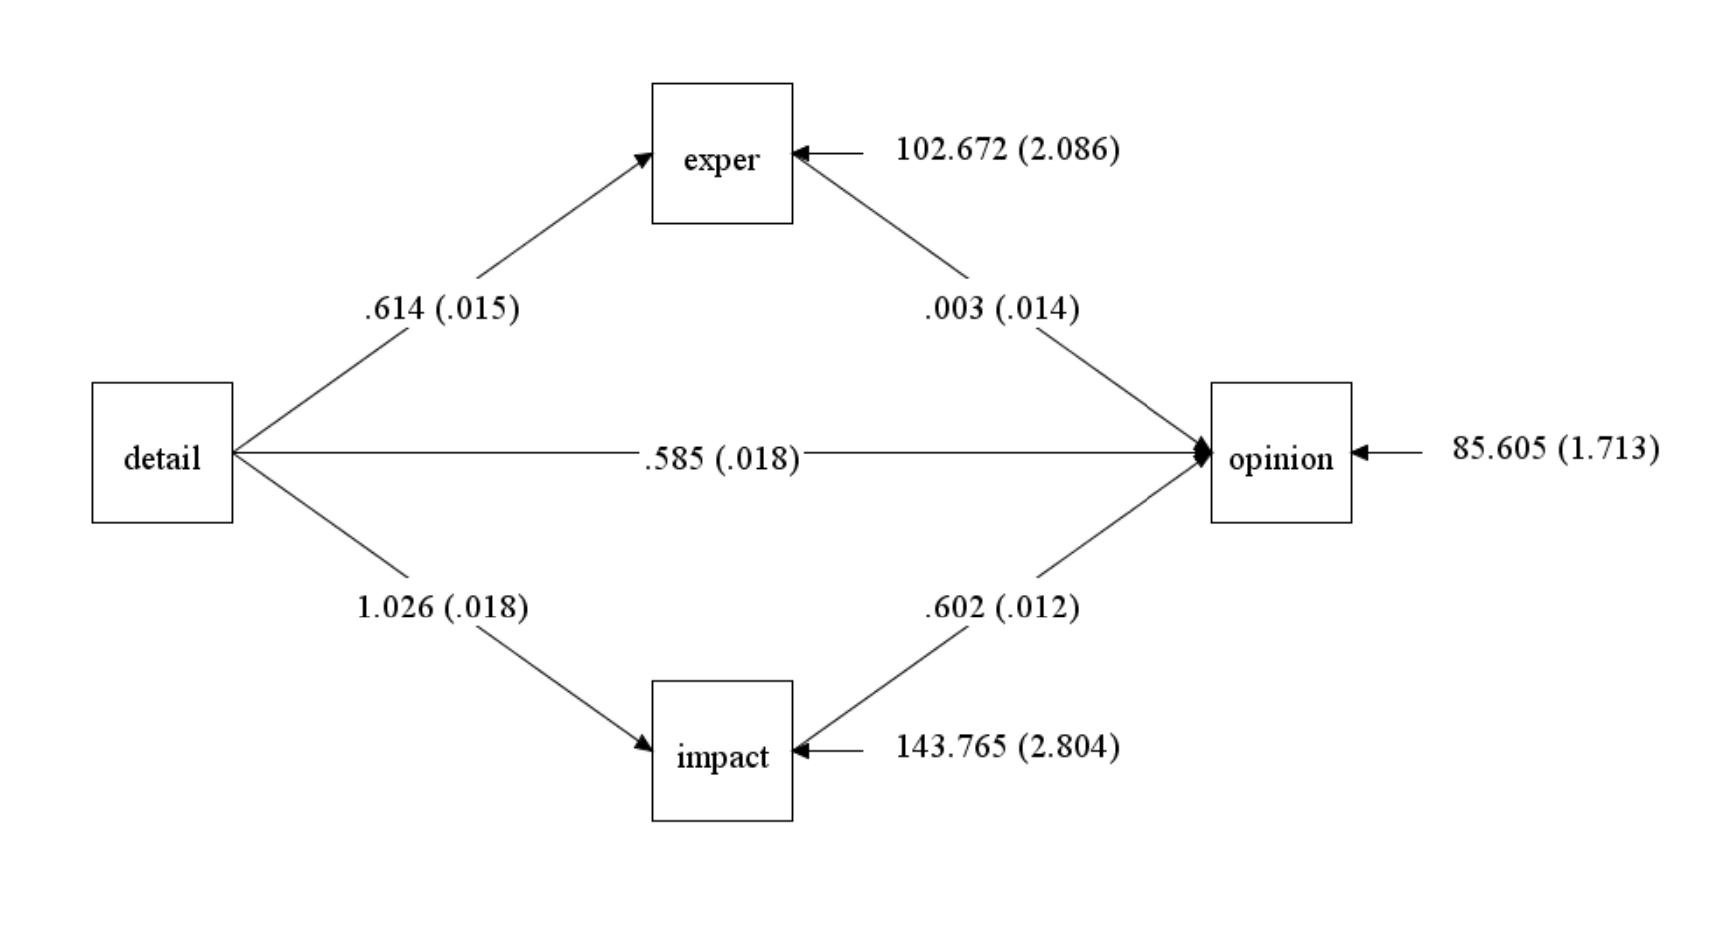 exper
102.672 (2.086)
.614 (.015)
.003 (.014)
detail
.585 (.018)
opinion
85.605 (1.713)
1.026 (.018)
.602 (.012)
impact
143.765 (2.804)